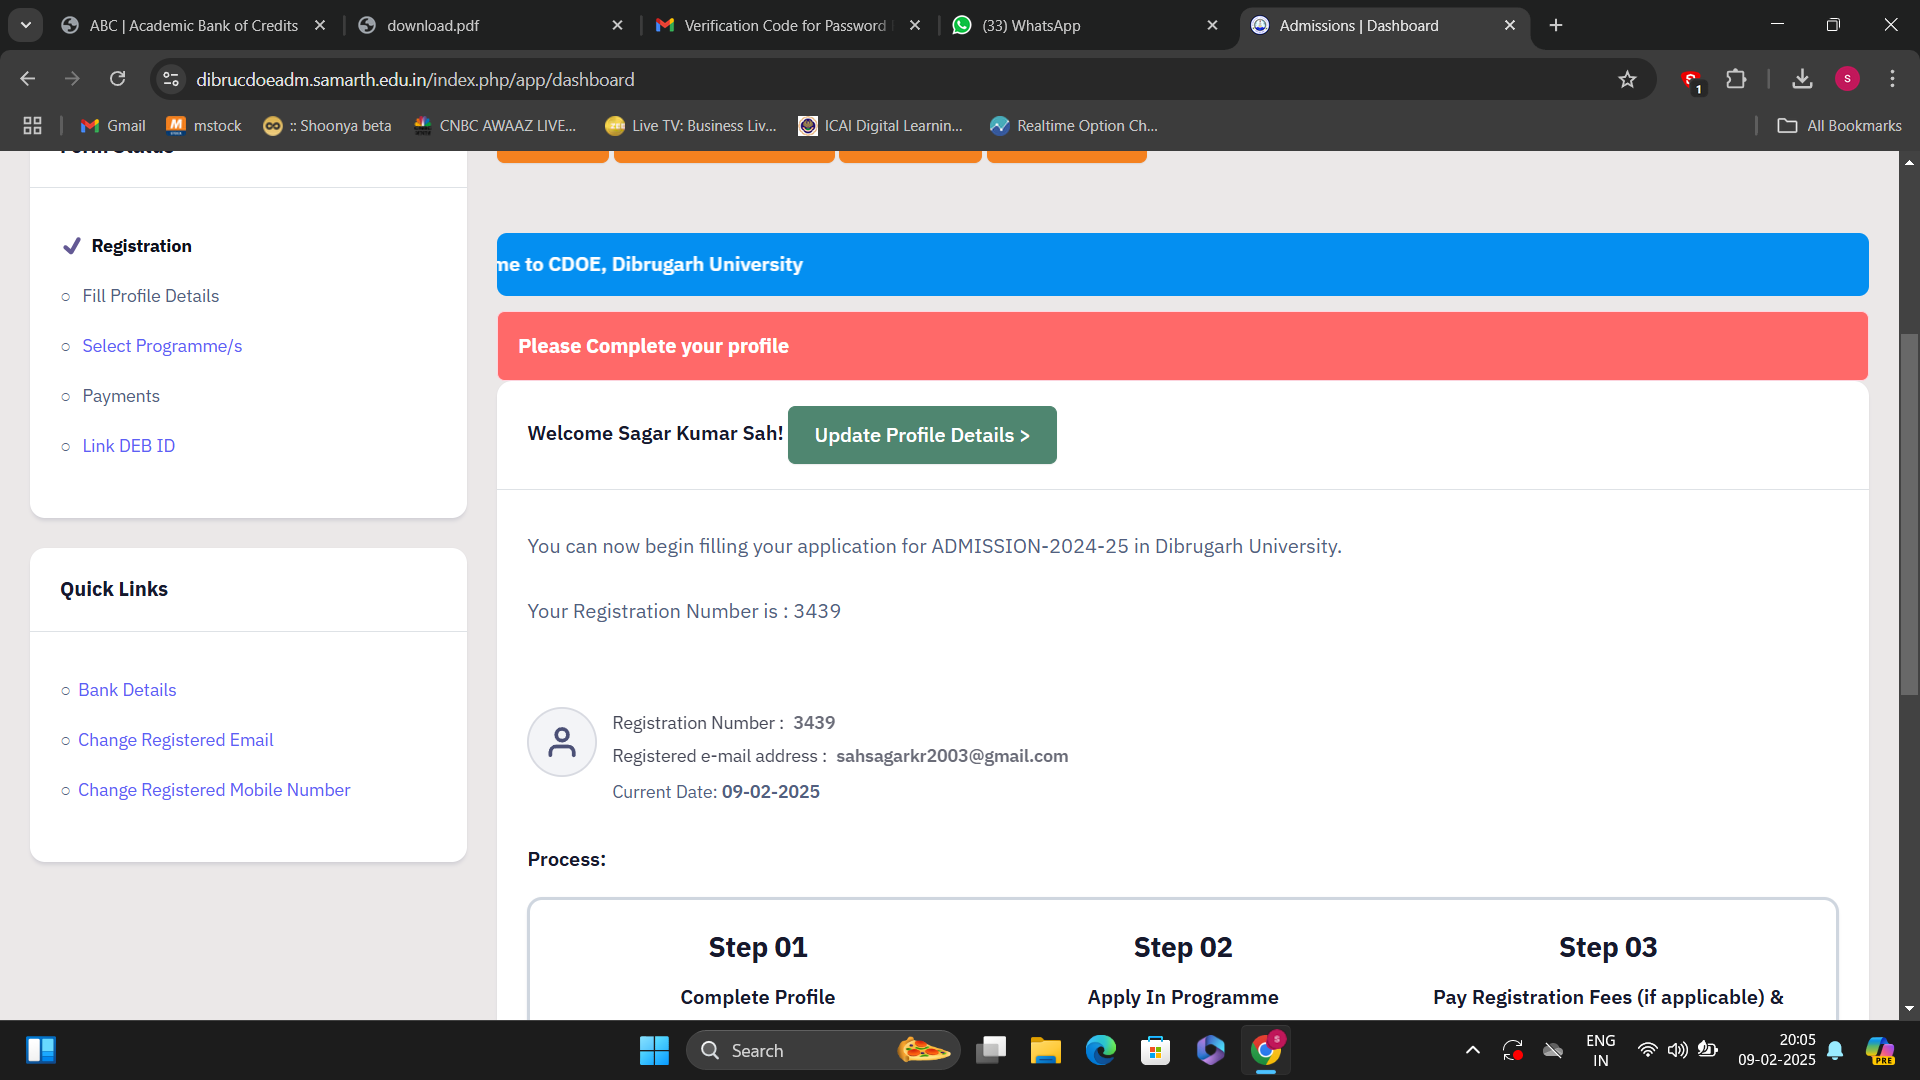 ABC | Academic Bank of Credits
download.pdf
Verification Code for Password
(33) WhatsApp
Admissions | Dashboard
dibrucdoeadm.samarth.edu.in/index.php/app/dashboard
1
S
Gmail
mstock
:: Shoonya beta
CNBC AWAAZ LIVE...
Live TV: Business Liv...
ICAI Digital Learnin...
Realtime Option Ch...
All Bookmarks
Form Status
Registration
Fill Profile Details
Select Programme/s
Payments
Link DEB ID
Quick Links
Bank Details
Change Registered Email
Change Registered Mobile Number
me to CDOE, Dibrugarh University
Please Complete your profile
Welcome Sagar Kumar Sah!
Update Profile Details >
You can now begin filling your application for ADMISSION-2024-25 in Dibrugarh University.
Your Registration Number is : 3439
Registration Number : 3439
Registered e-mail address : sahsagarkr2003@gmail.com
Current Date: 09-02-2025
Process:
Step 01
Complete Profile
Step 02
Apply In Programme
Step 03
Pay Registration Fees (if applicable) &
Search
S
ENG
IN
20:05
09-02-2025
PRE